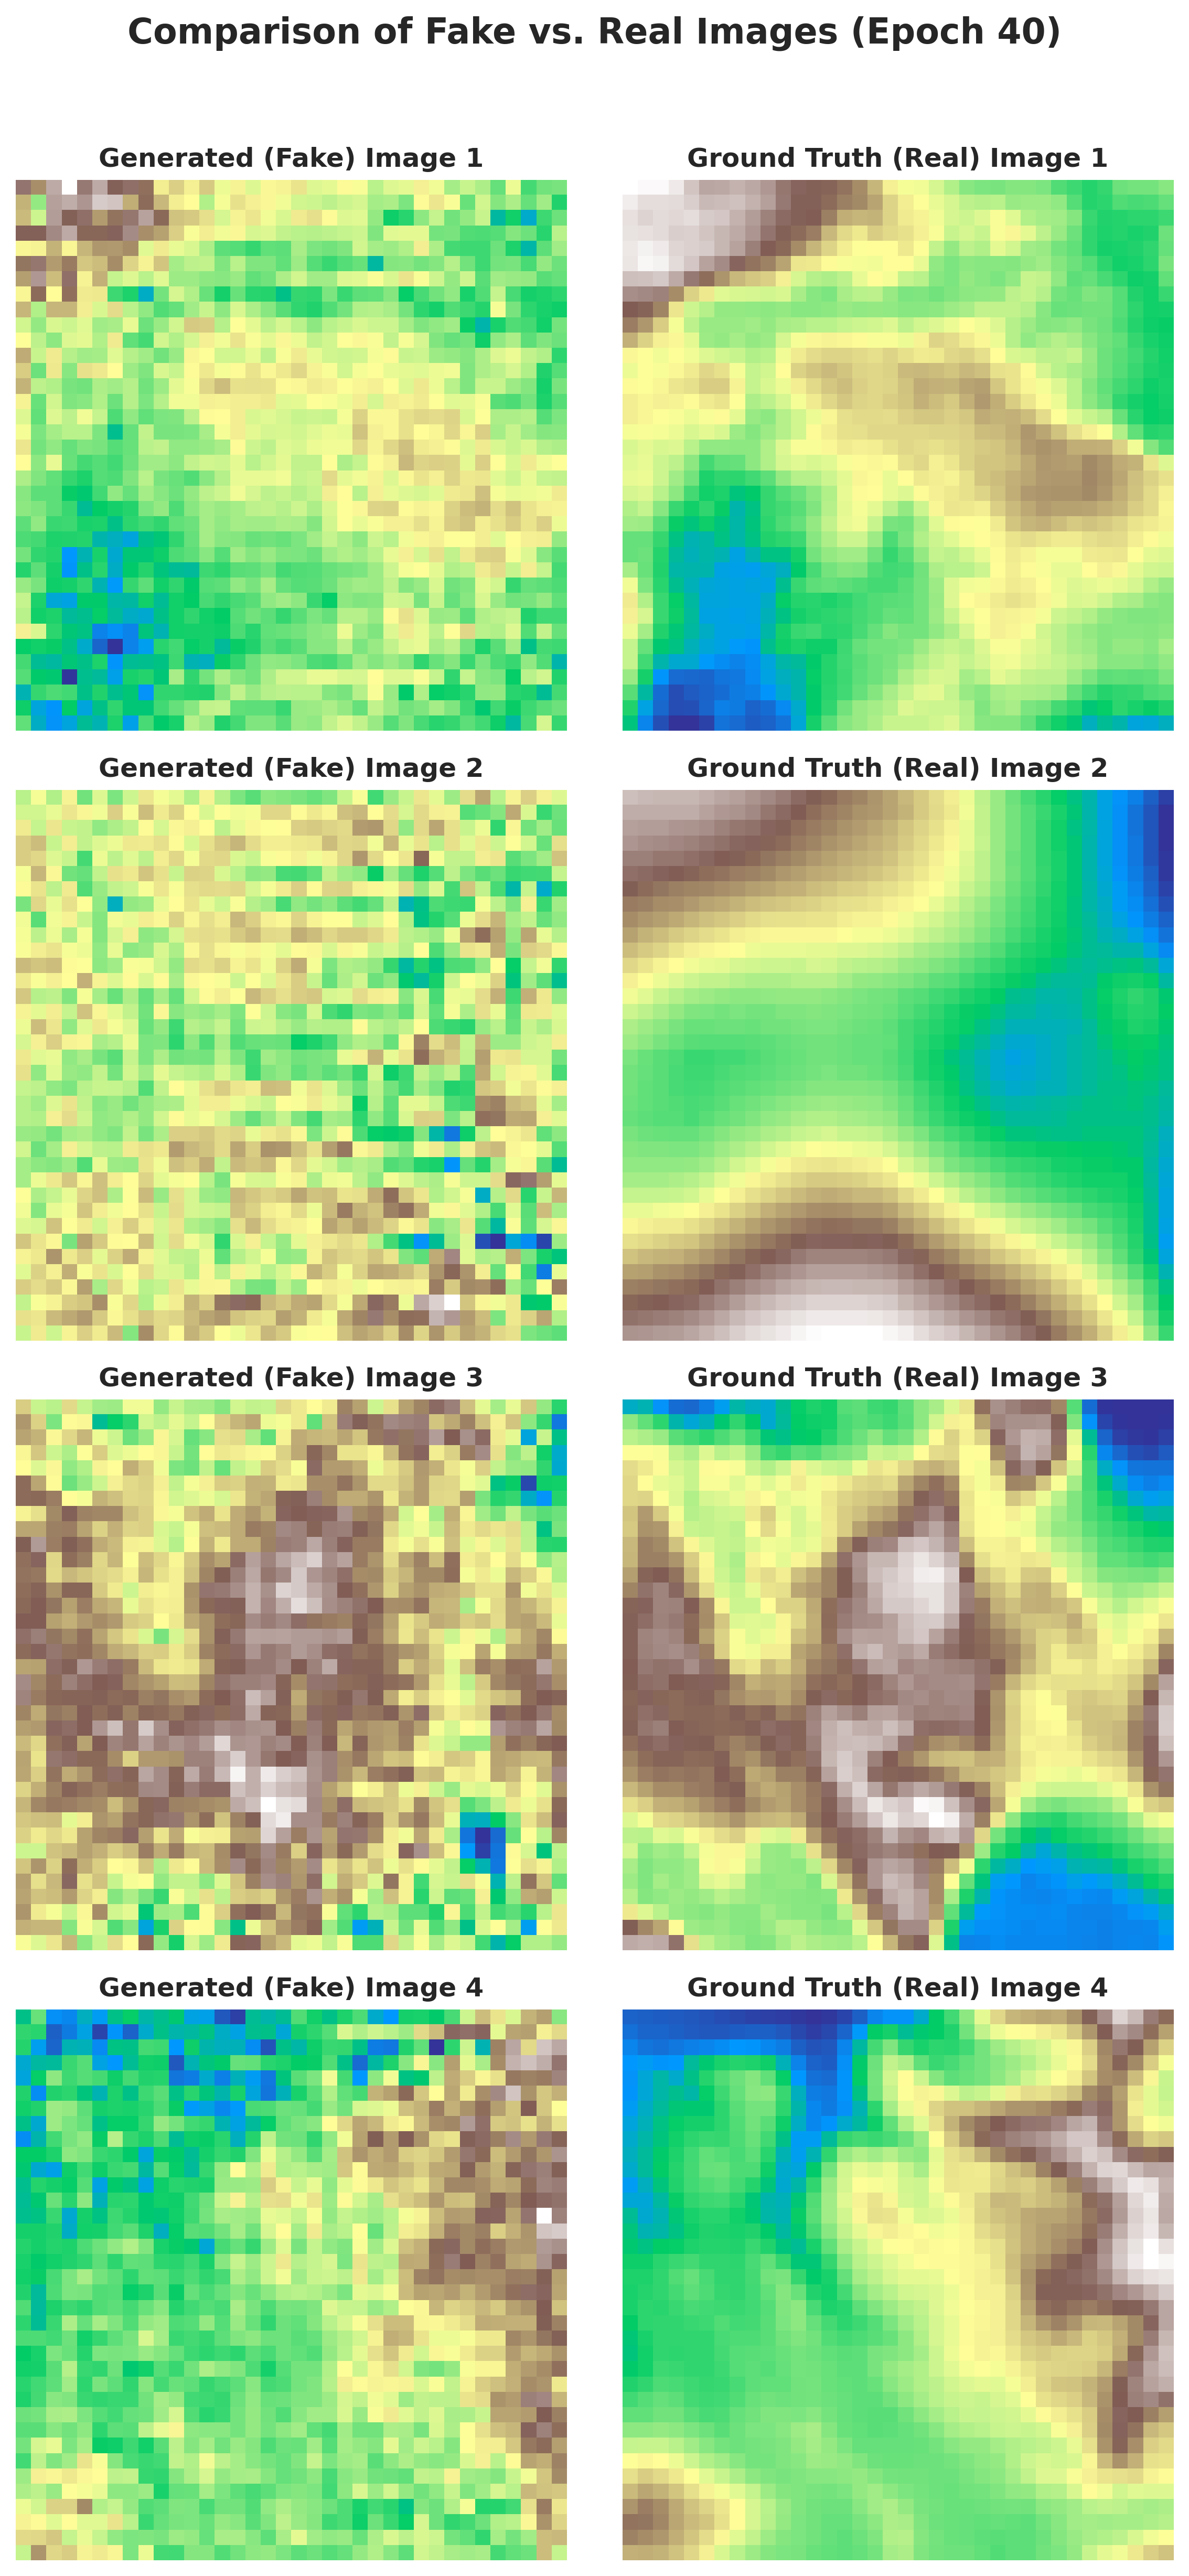 Comparison of Fake vs. Real Images (Epoch 40)
Generated (Fake) Image 1
Ground Truth (Real) Image 1
Generated (Fake) Image 2
Ground Truth (Real) Image 2
Generated (Fake) Image 3
Ground Truth (Real) Image 3
Generated (Fake) Image 4
Ground Truth (Real) Image 4